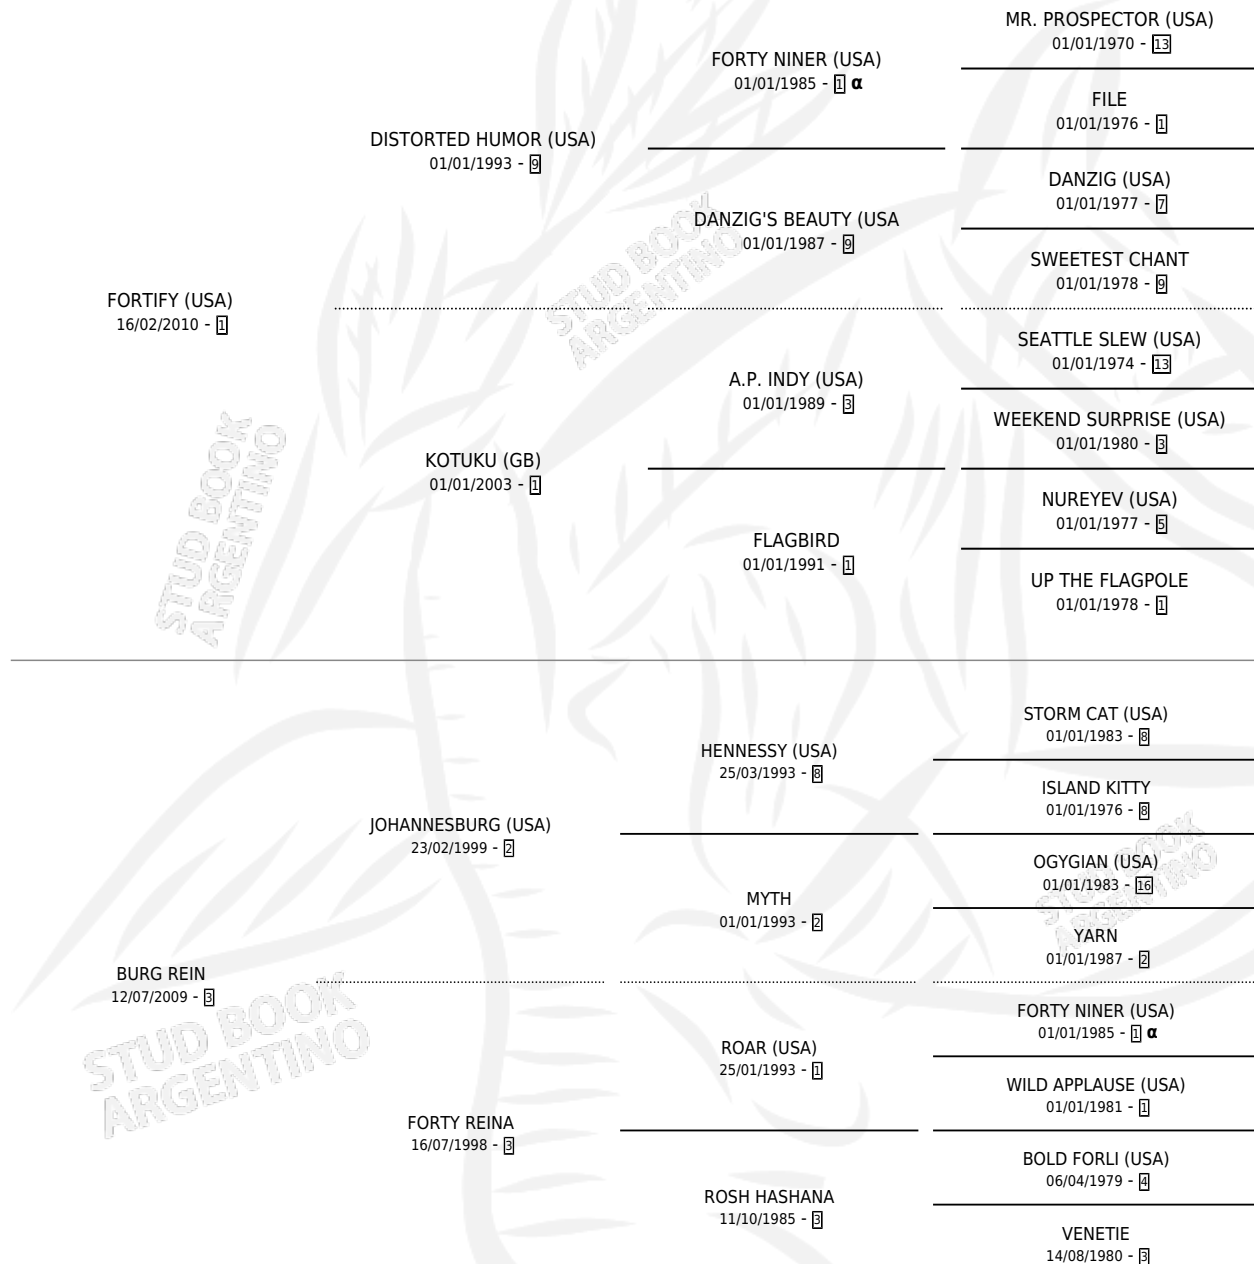 MR. PROSPECTOR (USA)
01/01/1970 - 13
FORTY NINER (USA)
01/01/1985 - 1 α
FILE
01/01/1976 - 1
DISTORTED HUMOR (USA)
01/01/1993 - 9
DANZIG (USA)
01/01/1977 - 7
DANZIG'S BEAUTY (USA
01/01/1987 - 9
SWEETEST CHANT
01/01/1978 - 9
FORTIFY (USA)
16/02/2010 - 1
SEATTLE SLEW (USA)
01/01/1974 - 13
A.P. INDY (USA)
01/01/1989 - 3
WEEKEND SURPRISE (USA)
01/01/1980 - 3
KOTUKU (GB)
01/01/2003 - 1
NUREYEV (USA)
01/01/1977 - 5
FLAGBIRD
01/01/1991 - 1
UP THE FLAGPOLE
01/01/1978 - 1
STORM CAT (USA)
01/01/1983 - 8
HENNESSY (USA)
25/03/1993 - 8
ISLAND KITTY
01/01/1976 - 8
JOHANNESBURG (USA)
23/02/1999 - 2
OGYGIAN (USA)
01/01/1983 - 16
MYTH
01/01/1993 - 2
YARN
01/01/1987 - 2
BURG REIN
12/07/2009 - 3
FORTY NINER (USA)
01/01/1985 - 1 α
ROAR (USA)
25/01/1993 - 1
WILD APPLAUSE (USA)
01/01/1981 - 1
FORTY REINA
16/07/1998 - 3
BOLD FORLI (USA)
06/04/1979 - 4
ROSH HASHANA
11/10/1985 - 3
VENETIE
14/08/1980 - 3
STUD BOOK
ARGENTINO
STUD BOOK
ARGENTINO
STUD BOOK
ARGENTINO
STUD BOOK
ARGENTINO